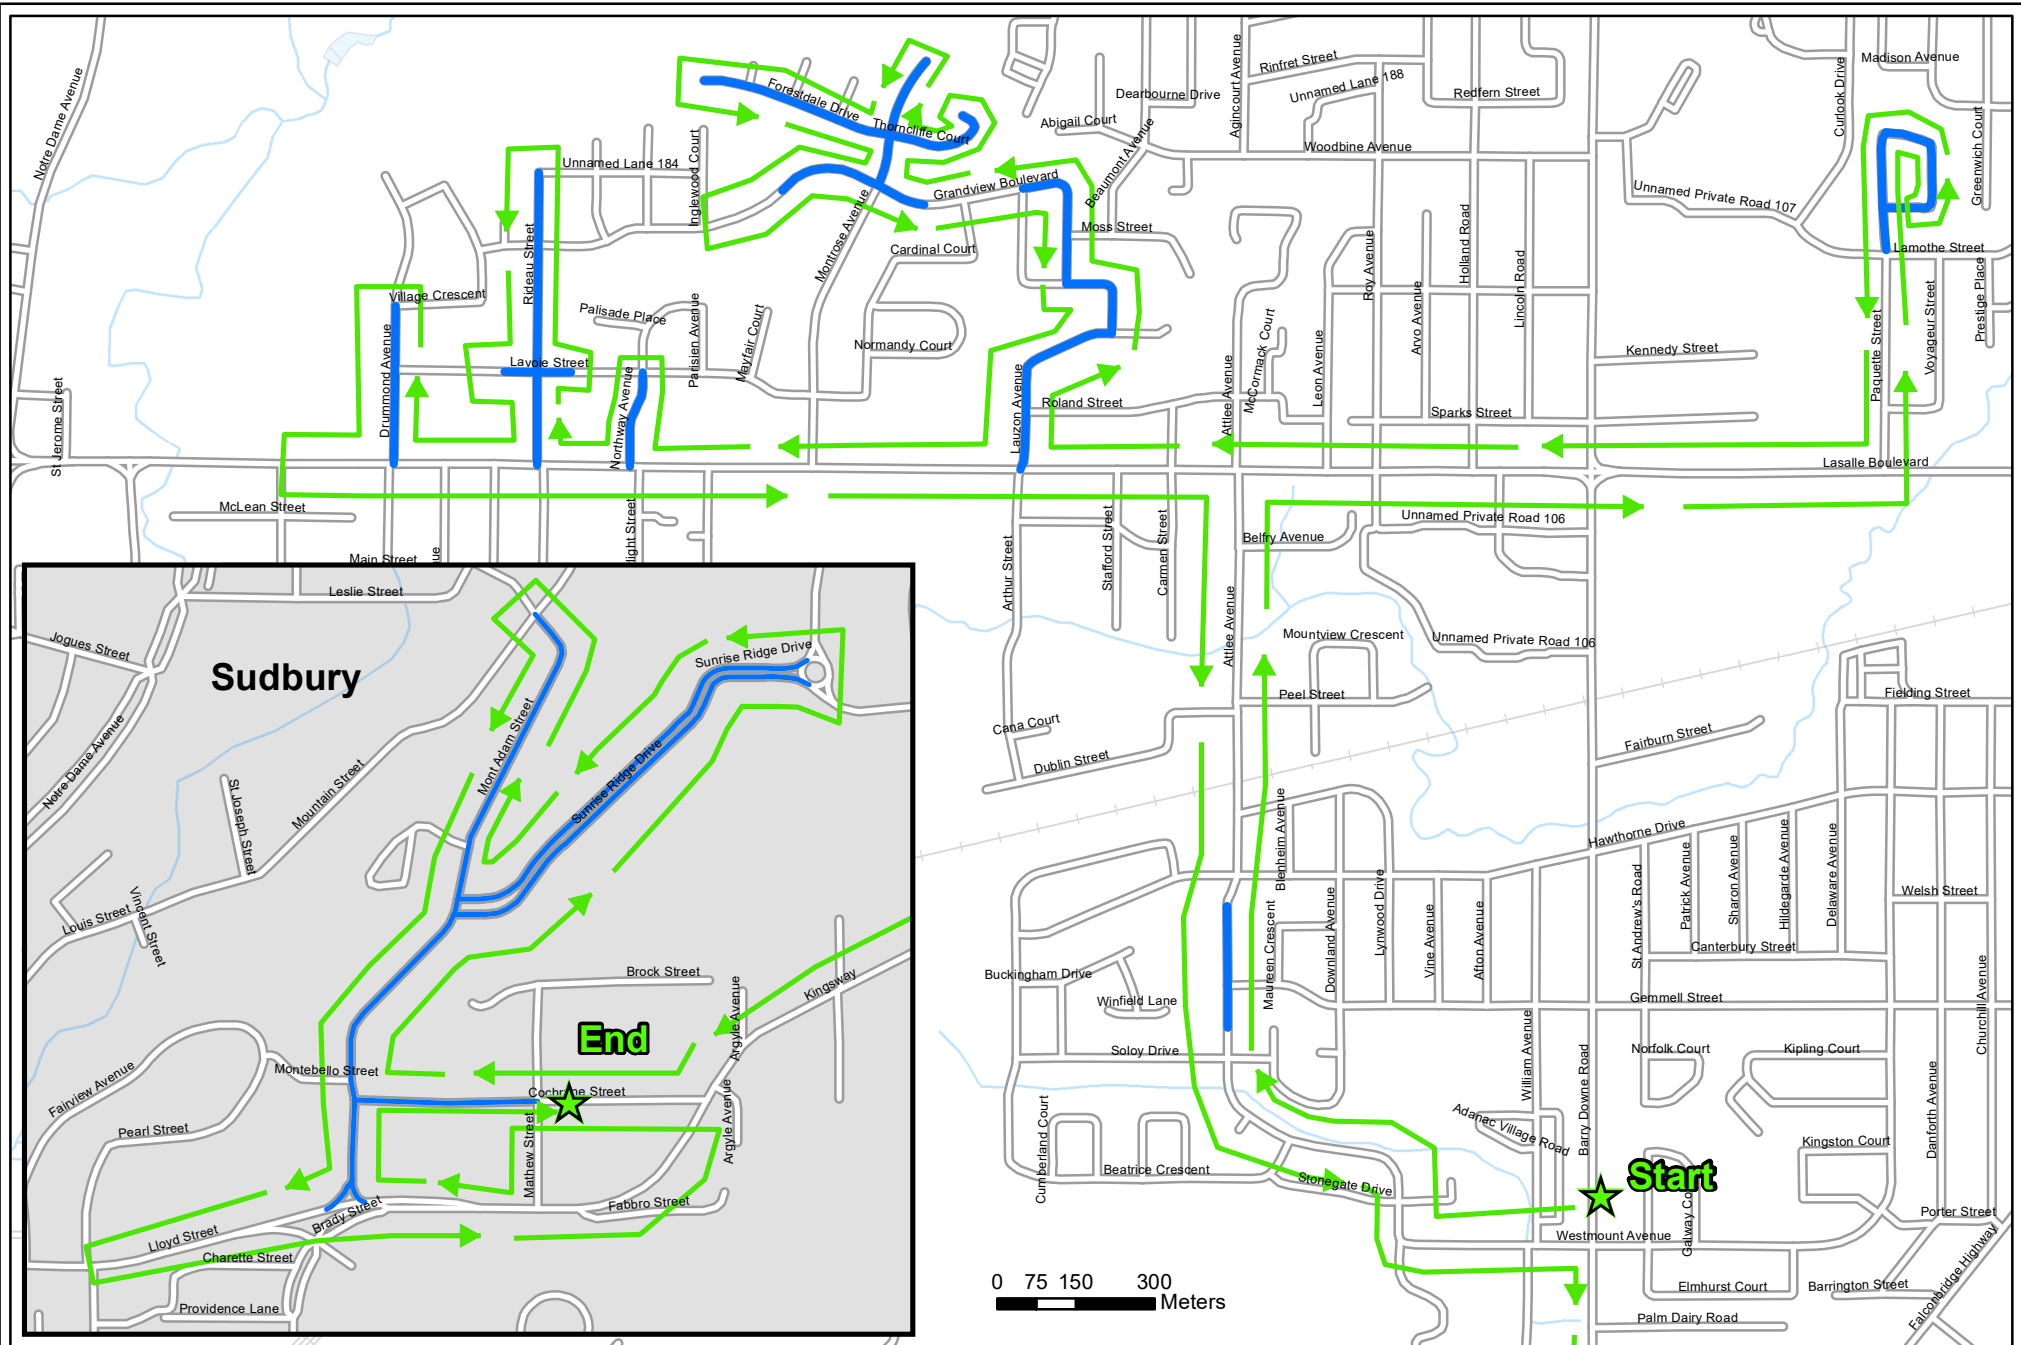 Notre Dame Avenue
Forestdale Drive
Thorncliffe Court
Inglewood Court
Unnamed Lane 184
Grandview Boulevard
Montrose Avenue
Cardinal Court
Rideau Street
Village Crescent
Palisade Place
Parisien Avenue
Mayfair Court
Normandy Court
Drummond Avenue
Lavoie Street
Northway Avenue
St Jerome Street
McLean Street
Main Street
Abigail Court
Dearbourne Drive
Beaumont Avenue
Agincourt Avenue
Rinfret Street
Unnamed Lane 188
Redfern Street
Woodbine Avenue
Moss Street
Curlook Drive
Madison Avenue
Greenwich Court
Unnamed Private Road 107
Lamothe Street
Prestige Place
Voyageur Street
Paquette Street
Roy Avenue
Holland Road
Lincoln Road
Arvo Avenue
Leon Avenue
McCormack Court
Attlee Avenue
Kennedy Street
Sparks Street
Lauzon Avenue
Roland Street
Lasalle Boulevard
Unnamed Private Road 106
Belfry Avenue
Stafford Street
Carmen Street
Arthur Street
Attlee Avenue
Mountview Crescent
Unnamed Private Road 106
Peel Street
Cana Court
Dublin Street
Fielding Street
Fairburn Street
Hawthorne Drive
Blenheim Avenue
Maureen Crescent
Downland Avenue
Lynwood Drive
Vine Avenue
Afton Avenue
St Andrew's Road
Patrick Avenue
Sharon Avenue
Hildegarde Avenue
Delaware Avenue
Welsh Street
Canterbury Street
Buckingham Drive
Winfield Lane
Gemmell Street
Churchill Avenue
Soloy Drive
William Avenue
Barry Downe Road
Norfolk Court
Kipling Court
Danforth Avenue
Cumberland Court
Beatrice Crescent
Stonegate Drive
Adanac Village Road
Kingston Court
Start
Porter Street
Westmount Avenue
Elmhurst Court
Barrington Street
Falconbridge Highway
Palm Dairy Road
0 75 150 300
Meters
Leslie Street
Jogues Street
Sudbury
Notre Dame Avenue
St Joseph Street
Mountain Street
Mont Adam Street
Sunrise Ridge Drive
Sunrise Ridge Drive
Louis Street
Vincent Street
Brock Street
Argyle Avenue
Kingsway
End
Montebello Street
Fairview Avenue
Pearl Street
Mathew Street
Argyle Avenue
Fabbro Street
Brady Street
Lloyd Street
Charette Street
Providence Lane